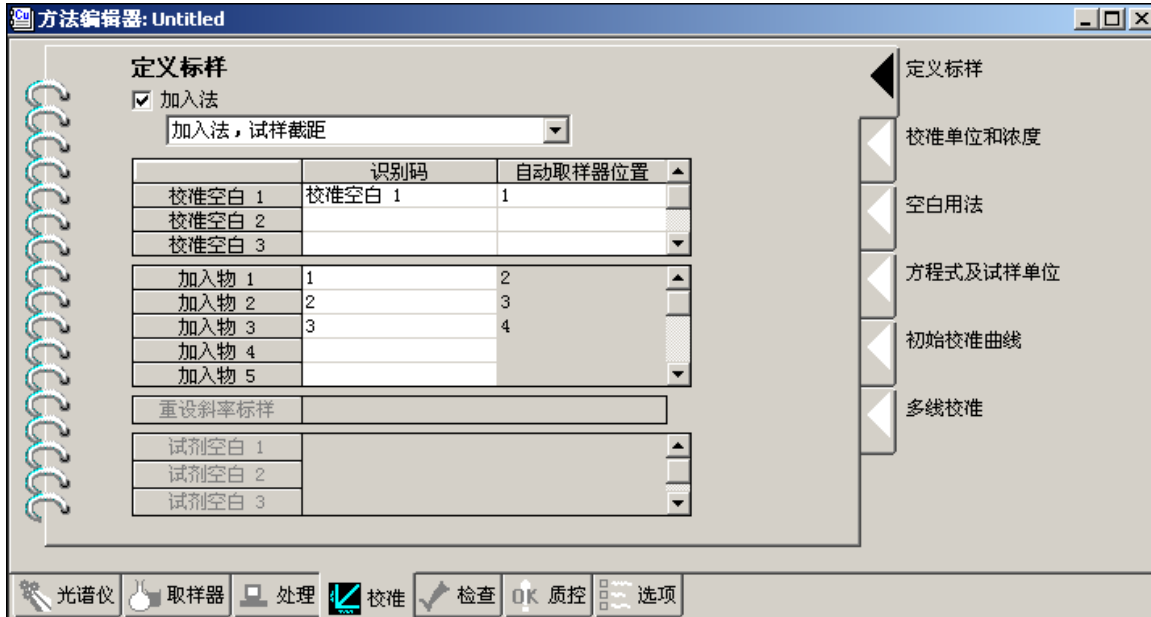 方法编辑器: Untitled
定义标样
加入法
加入法，试样截距
识别码 自动取样器位置
校准空白 1 校准空白 1 1
校准空白 2
校准空白 3
加入物 1 1 2
加入物 2 2 3
加入物 3 3 4
加入物 4
加入物 5
重设斜率标样
试剂空白 1
试剂空白 2
试剂空白 3
定义标样
校准单位和浓度
空白用法
方程式及试样单位
初始校准曲线
多线校准
光谱仪 取样器 处理 校准 检查 OK 质控 选项